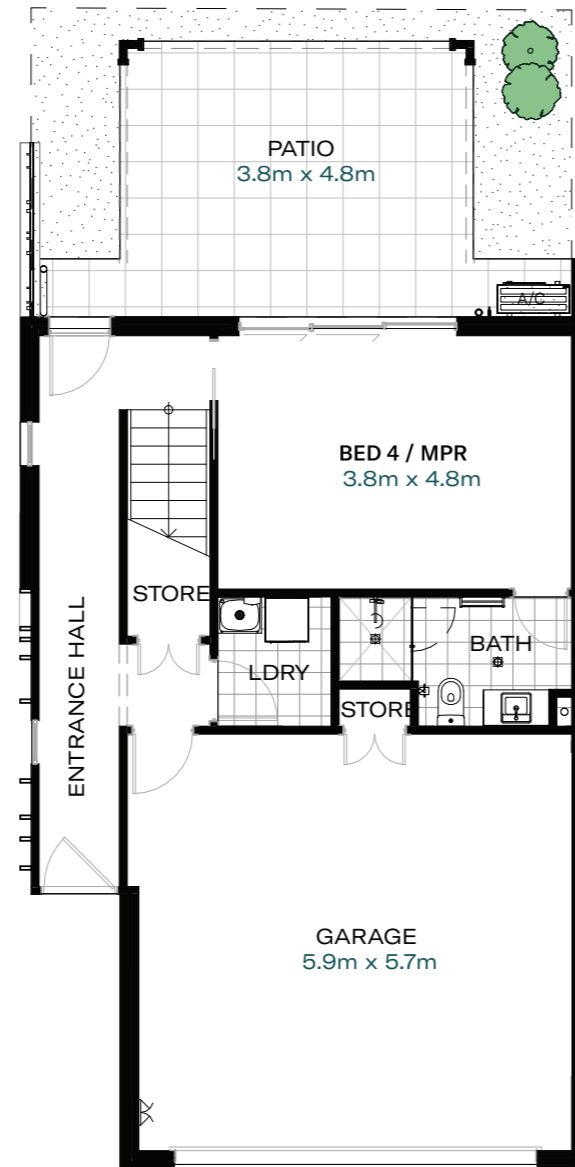 PATIO
3.8m x 4.8m
A/C
BED 4 / MPR
3.8m x 4.8m
STORE
ENTRANCE HALL
LDRY
BATH
STORE
GARAGE
5.9m x 5.7m